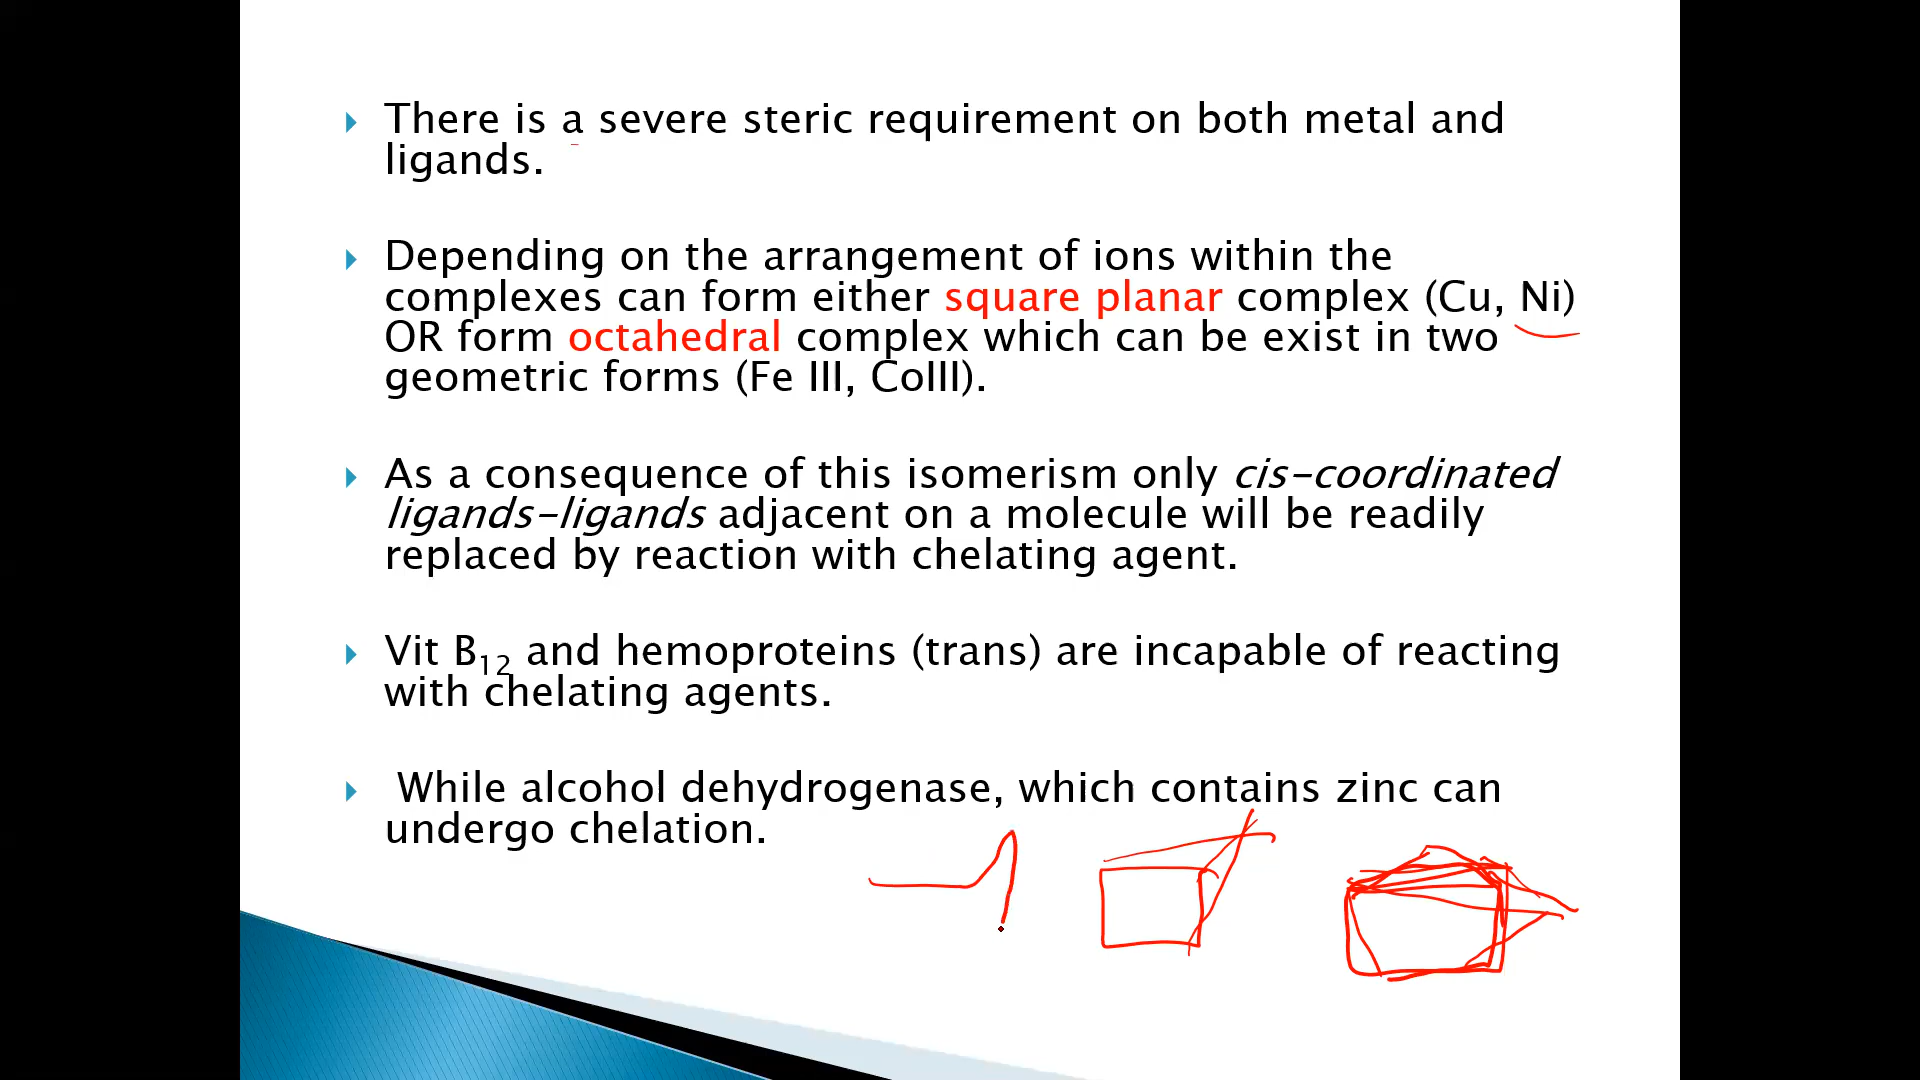 There is a severe steric requirement on both metal and
ligands.
Depending on the arrangement of ions within the
complexes can form either square planar complex (Cu, Ni)
OR form octahedral complex which can be exist in two
geometric forms (Fe III, CoIII).
As a consequence of this isomerism only cis-coordinated
ligands-ligands adjacent on a molecule will be readily
replaced by reaction with chelating agent.
Vit B12 and hemoproteins (trans) are incapable of reacting
with chelating agents.
While alcohol dehydrogenase, which contains zinc can
undergo chelation.